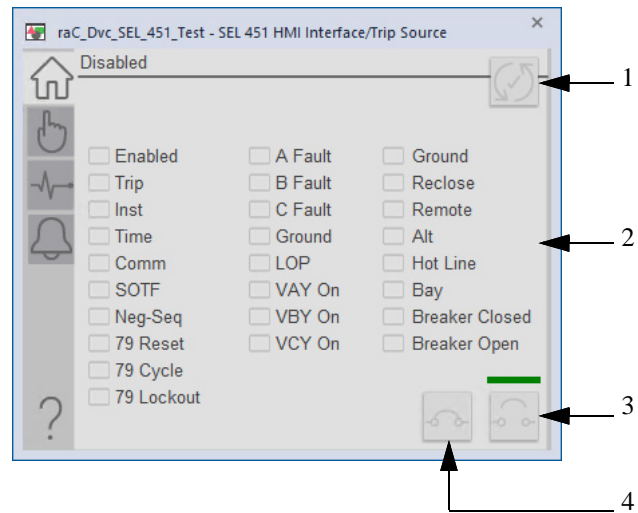 raC_Dvc_SEL_451_Test - SEL 451 HMI Interface/Trip Source
Disabled
1
Enabled A Fault Ground
Trip B Fault Reclose
Inst C Fault Remote
Time Ground Alt
2
Comm LOP Hot Line
SOTF VAY On Bay
Neg-Seq VBY On Breaker Closed
79 Reset VCY On Breaker Open
79 Cycle
79 Lockout
?
3
4